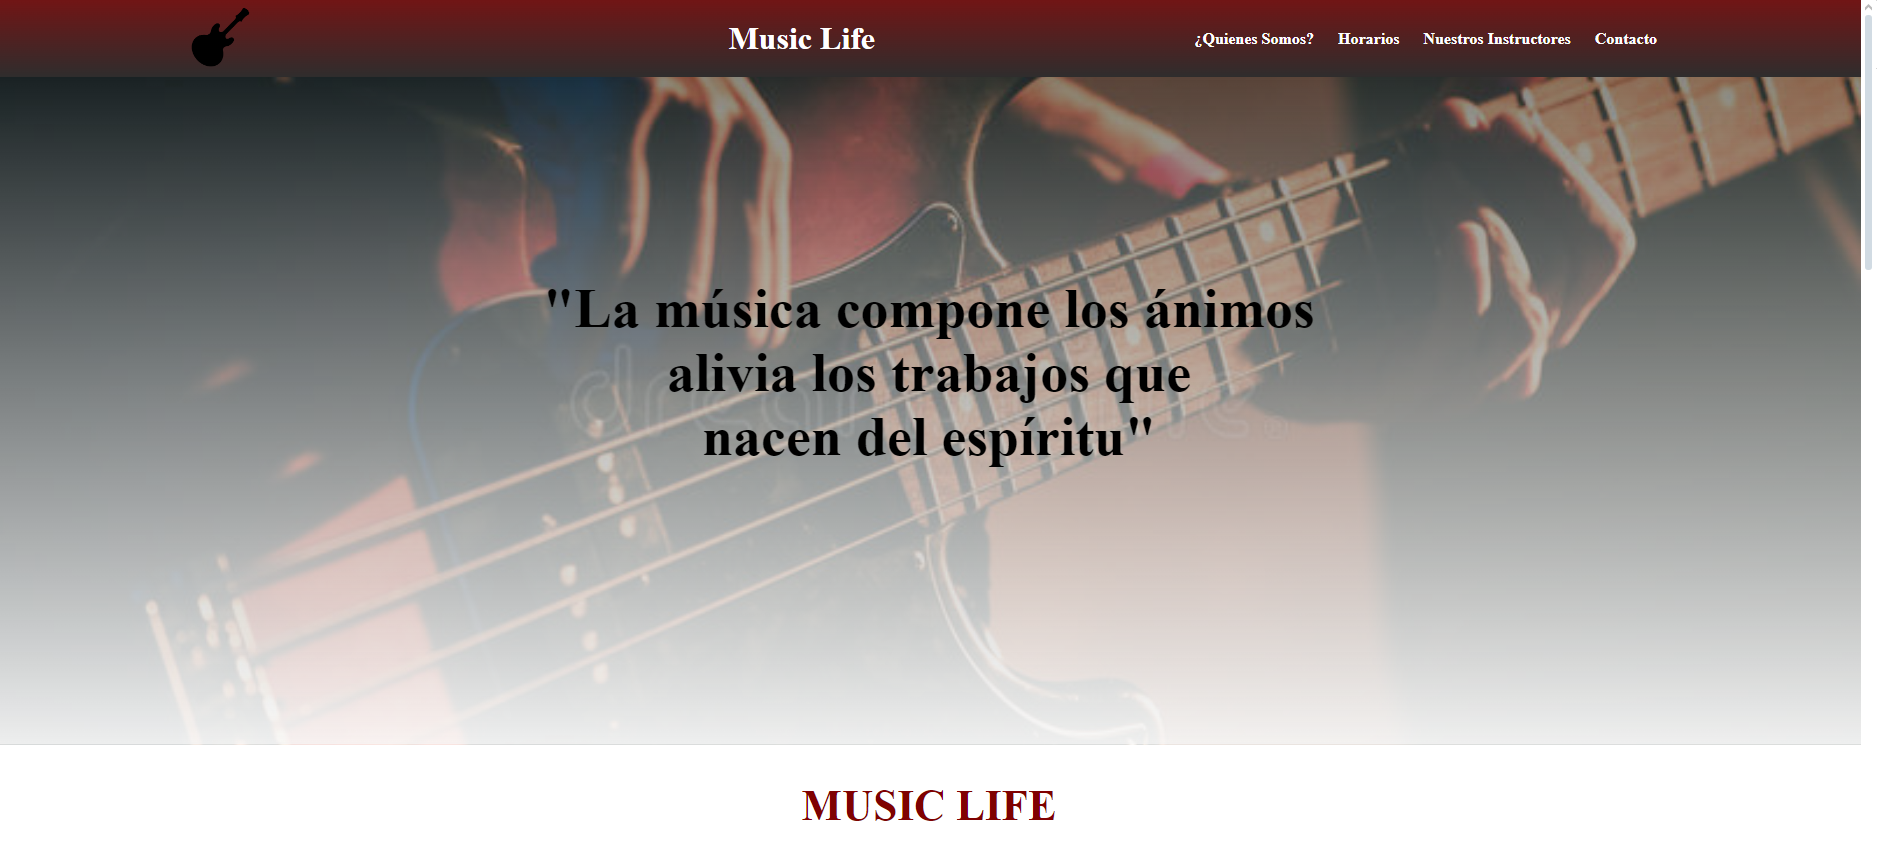 Music Life
¿Quienes Somos? Horarios Nuestros Instructores Contacto
"La música compone los ánimos
alivia los trabajos que
nacen del espíritu"
dreamstime
MUSIC LIFE